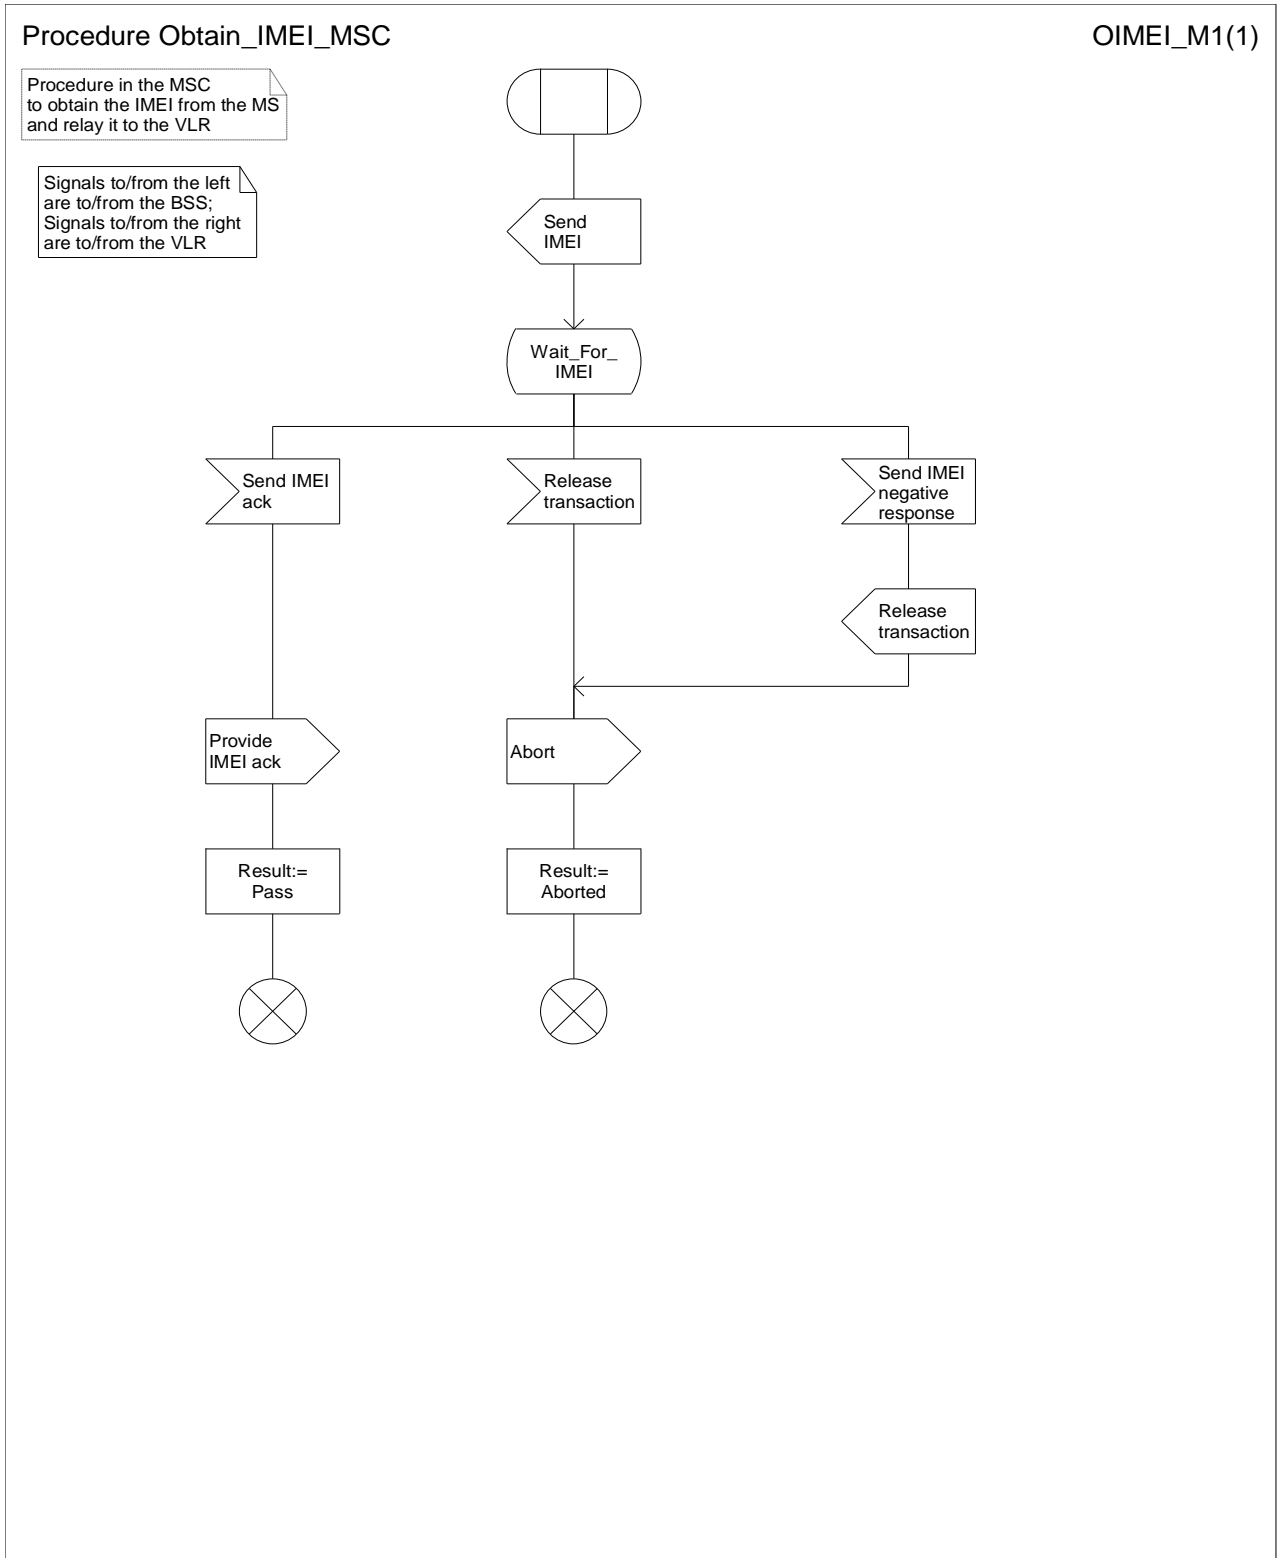 Procedure Obtain_IMEI_MSC
OIMEI_M1(1)
Procedure in the MSC
to obtain the IMEI from the MS
and relay it to the VLR
Signals to/from the left
are to/from the BSS;
Signals to/from the right
are to/from the VLR
Send
IMEI
Wait_For_
IMEI
Send IMEI
ack
Release
transaction
Send IMEI
negative
response
Release
transaction
Provide
IMEI ack
Abort
Result:=
Pass
Result:=
Aborted